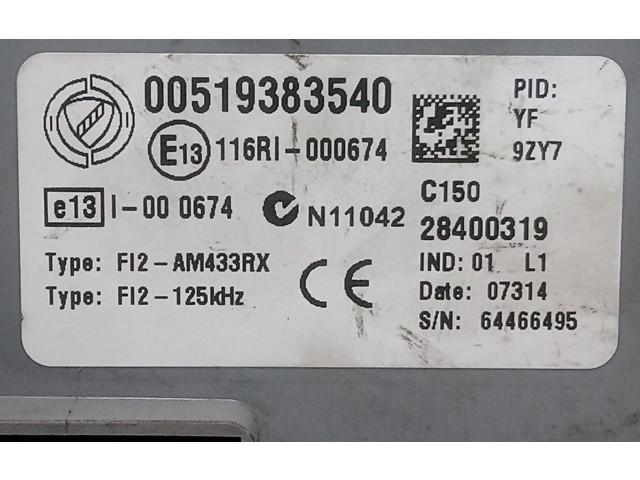 00519383540
PID:
YF
9ZY7
E13 116RI-000674
e13 I-00 0674
N11042
C150
28400319
Type: FI2-AM433RX
IND: 01 L1
Type: FI2-125kHz
CE
Date: 07314
S/N: 64466495